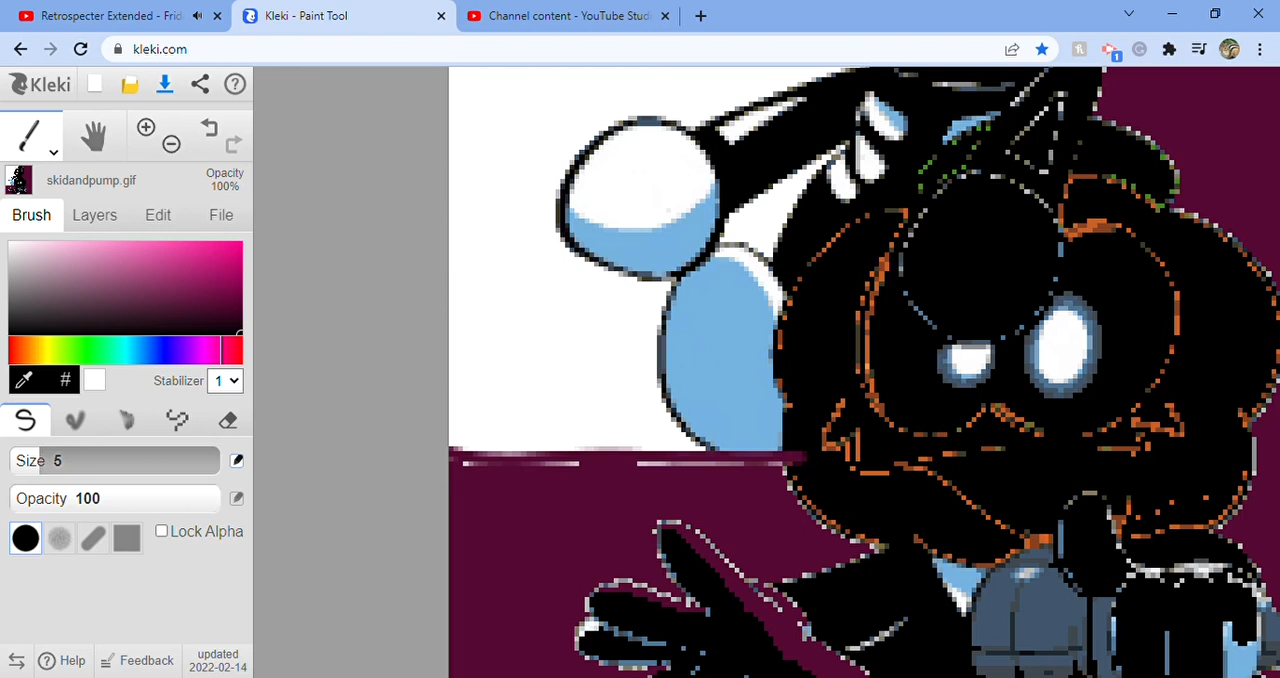 Retrospecter Extended - Frid
Kleki - Paint Tool
Channel content - YouTube Studi
kleki.com
1
Kleki
skidandpump.gif
Opacity
100%
Brush Layers Edit File
#
Stabilizer 1
Size 5
Opacity 100
Lock Alpha
Help
Feedback
updated
2022-02-14